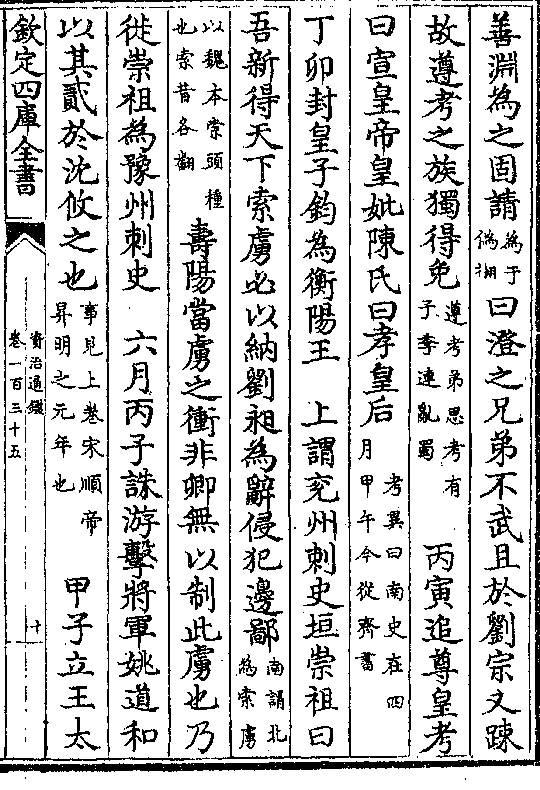 善淵為之固請為于偽翻曰澄之兄弟不武且於劉宗又踈
故遵考之族獨得免遵考弟思考有子季連亂蜀 丙寅追尊皇考
曰宣皇帝皇妣陳氏曰孝皇后考異曰南史在四月甲午今從齊書
丁卯封皇子鈞為衡陽王 上謂兖州刺史垣崇祖曰
吾新得天下索虜必以納劉昶為辭侵犯邊鄙南謂北為索虜
以魏本索頭種也索昔各翻 壽陽當虜之衝非卿無以制此虜也乃
徙崇祖為豫州刺史 六月丙子誅游擊將軍姚道和
以其貳於沈攸之也事見上卷宋順帝昇明之元年也 甲子立王太
欽定四庫全書 資治通鑑 卷一百三十五 十